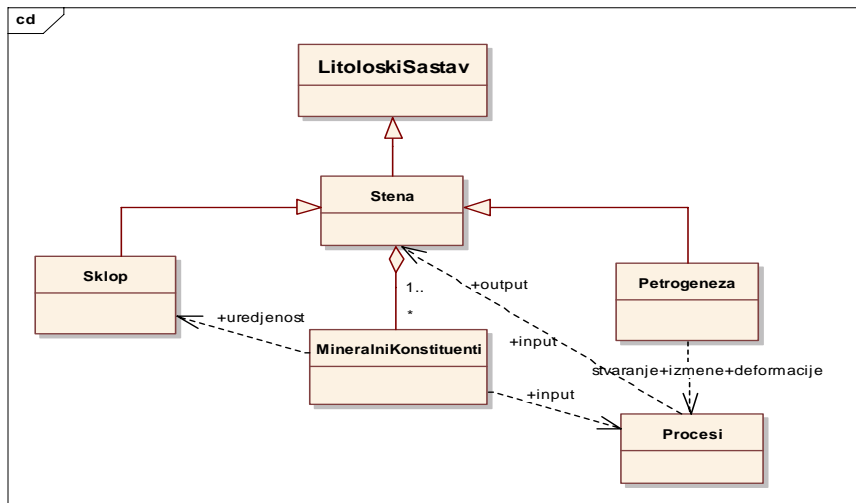 cd
LitoloskiSastav
Stena
Sklop
Petrogeneza
+output
1..
*
+uredjenost
+input
MineralniKonstituenti
stvaranje+izmene+deformacije
+input
Procesi